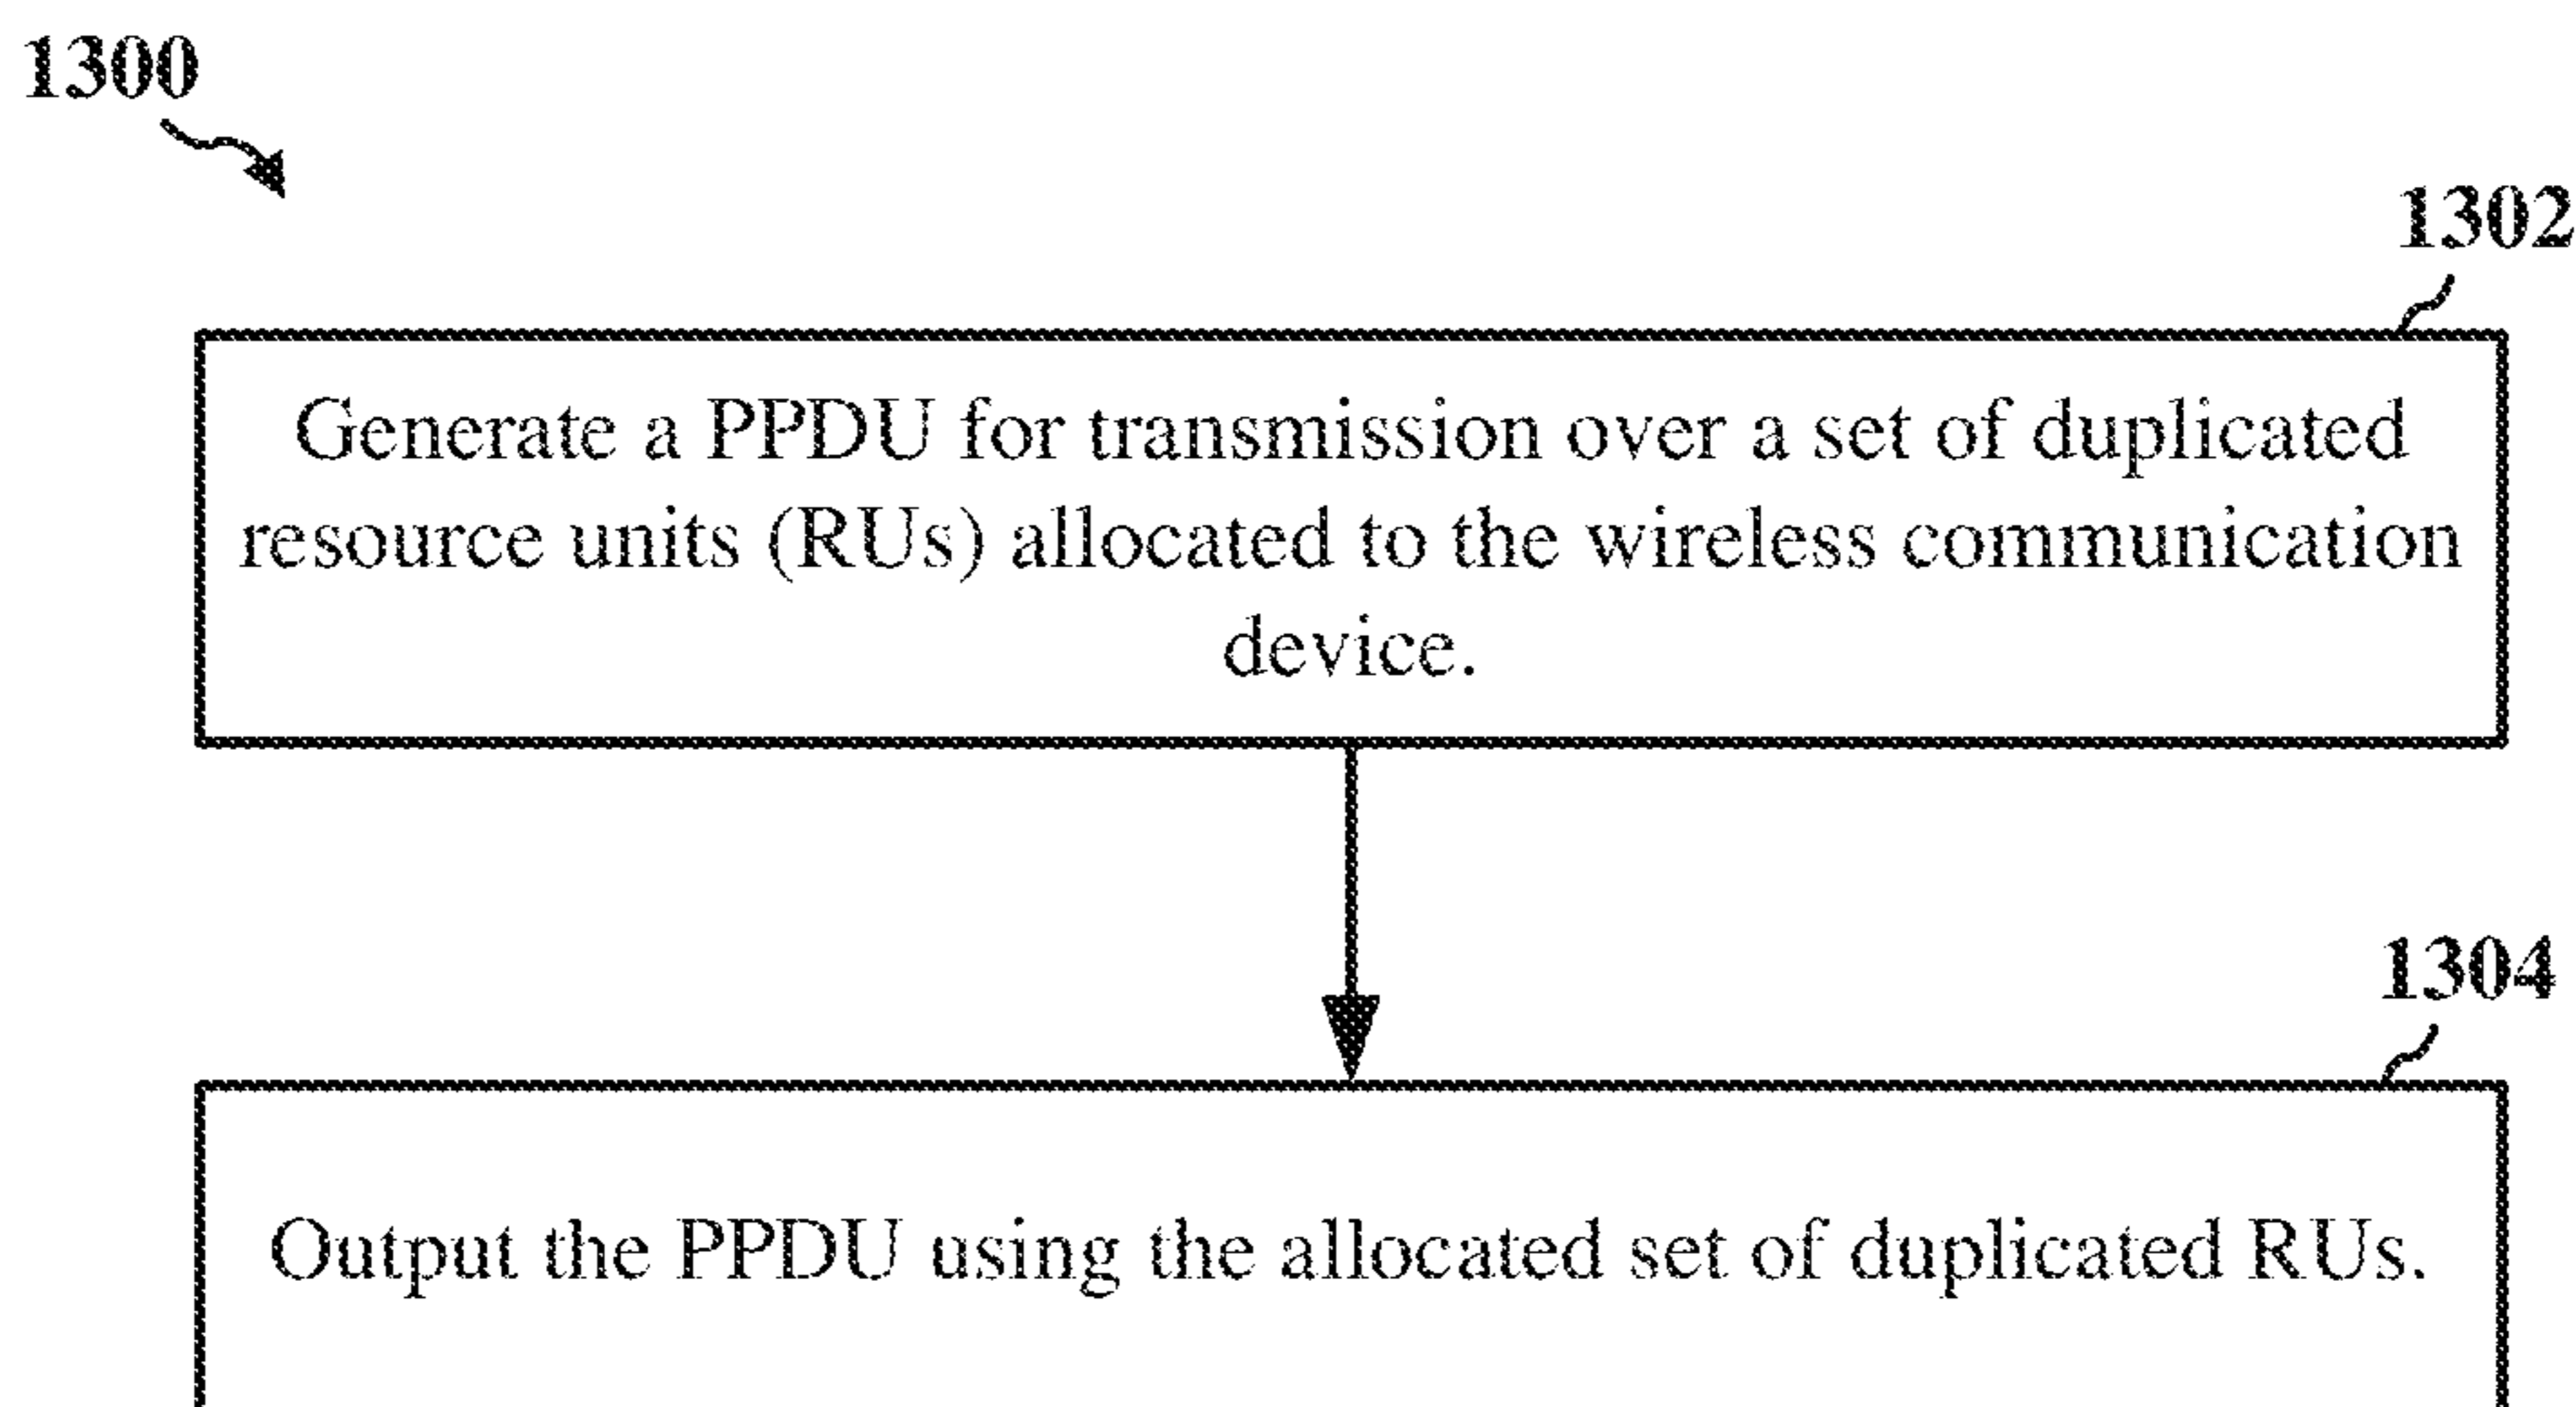 1300
1302
Generate a PPDU for transmission over a set of duplicated
resource units (RUs) allocated to the wireless communication
device.
1304
Output the PPDU using the allocated set of duplicated RUs.